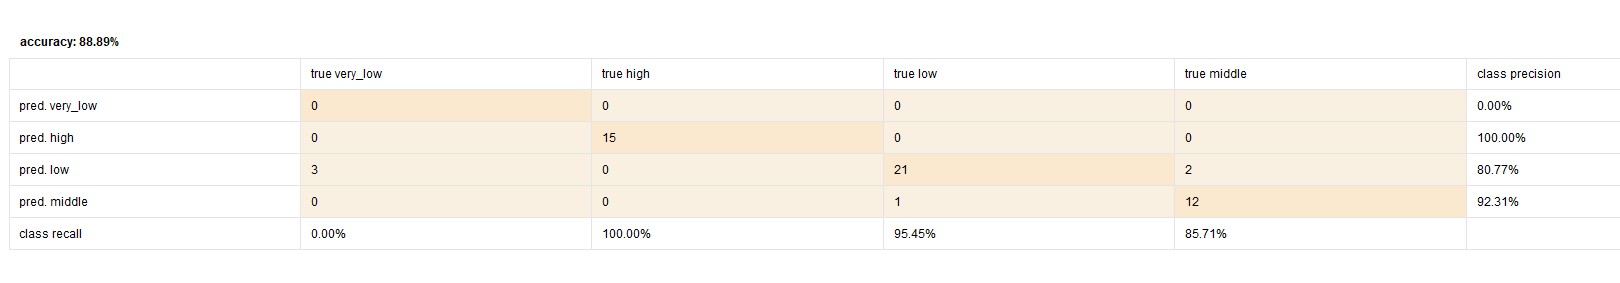 accuracy: 88.89%
true very_low true high true low true middle class precision
pred. very_low 0 0 0 0 0.00%
pred. high 0 15 0 0 100.00%
pred. low 3 0 21 2 80.77%
pred. middle 0 0 1 12 92.31%
class recall 0.00% 100.00% 95.45% 85.71%